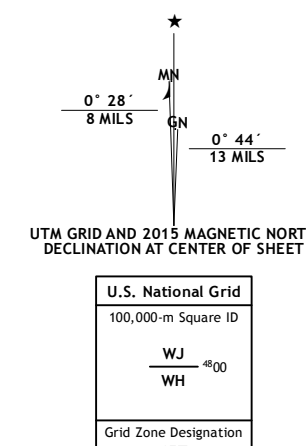 ★
MN
0° 28´
8 MILS
GN
0° 44´
13 MILS
UTM GRID AND 2015 MAGNETIC NORT
DECLINATION AT CENTER OF SHEET
U.S. National Grid
100,000-m Square ID
WJ
4800
WH
Grid Zone Designation